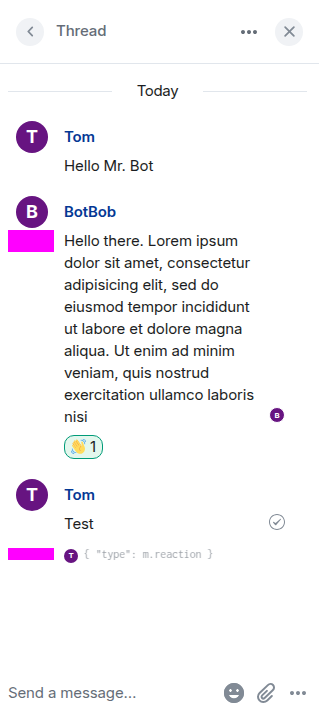 Thread
Today
T
Tom
Hello Mr. Bot
B
BotBob
Hello there. Lorem ipsum
dolor sit amet, consectetur
adipisicing elit, sed do
eiusmod tempor incididunt
ut labore et dolore magna
aliqua. Ut enim ad minim
veniam, quis nostrud
exercitation ullamco laboris
nisi
B
👋 1
T
Tom
Test
T { "type": m.reaction }
Send a message...